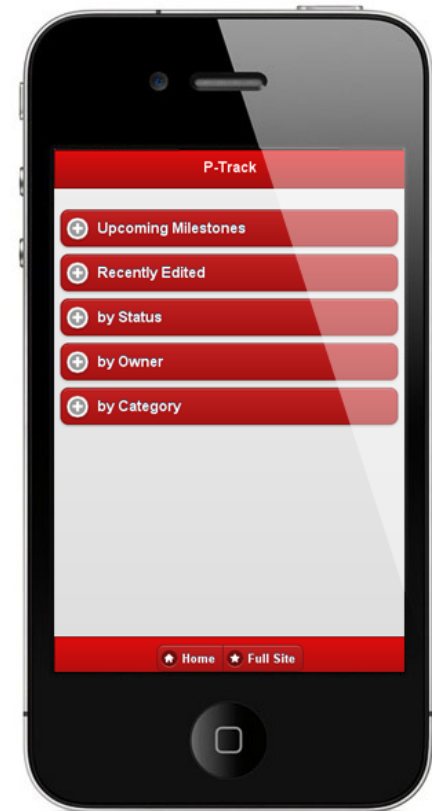 P-Track
Upcoming Milestones
Recently Edited
by Status
by Owner
by Category
Home Full Site